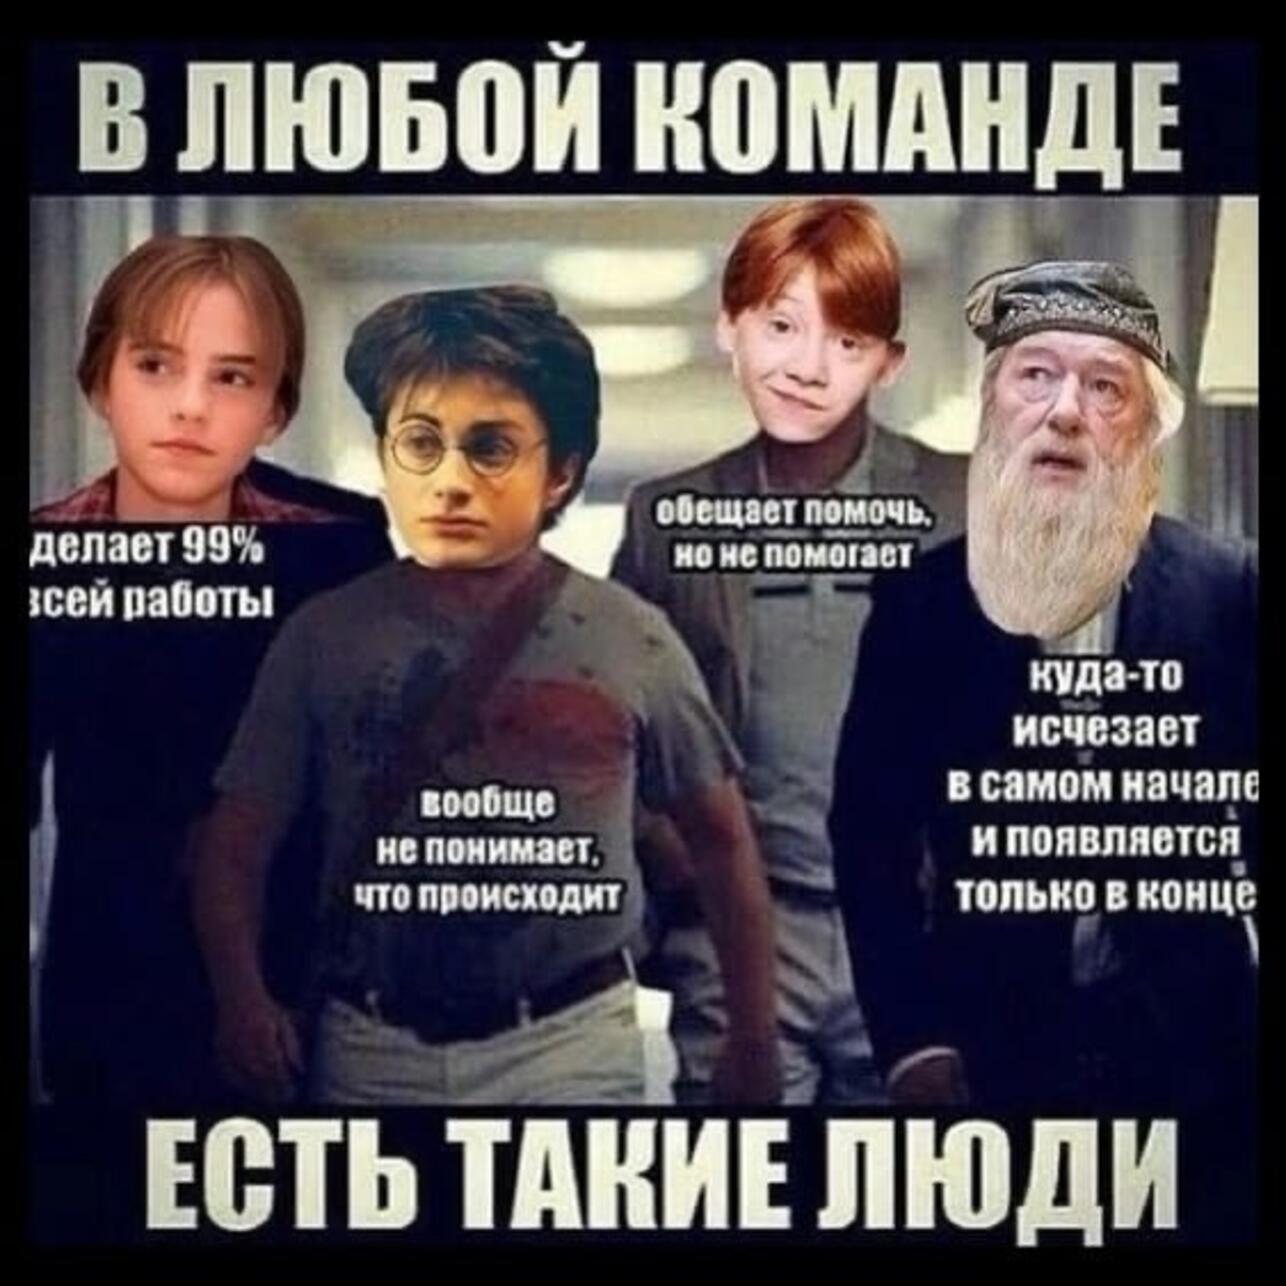 В ЛЮБОЙ КОМАНДЕ
делает 99%
всей работы
вообще
не понимает,
что происходит
обещает помочь,
но не помогает
куда-то
исчезает
в самом начале
и появляется
только в конце
ЕСТЬ ТАКИЕ ЛЮДИ